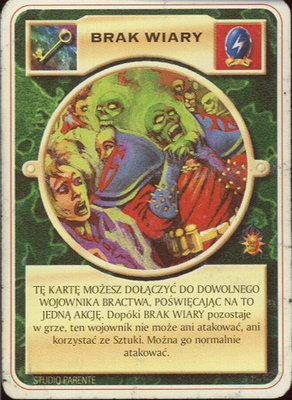 BRAK WIARY
TĘ KARTĘ MOŻESZ DOŁĄCZYĆ DO DOWOLNEGO
WOJOWNIKA BRACTWA, POŚWIĘCAJĄC NA TO
JEDNĄ AKCJĘ. Dopóki BRAK WIARY pozostaje
w grze, ten wojownik nie może ani atakować, ani
korzystać ze Sztuki. Można go normalnie
atakować.
STUDIO PARENTE